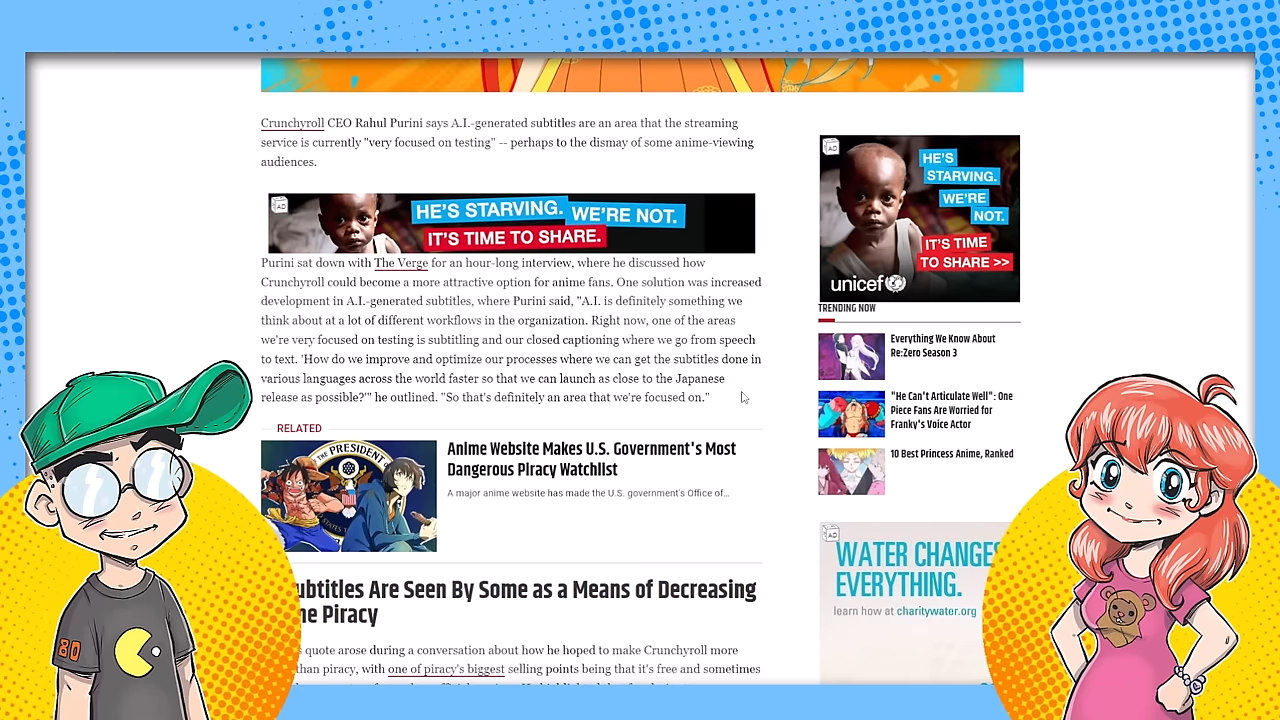 Crunchyroll CEO Rahul Purini says A.I.-generated subtitles are an area that the streaming
service is currently "very focused on testing" -- perhaps to the dismay of some anime-viewing
audiences.
AD
HE'S STARVING. WE'RE NOT.
IT'S TIME TO SHARE.
Purini sat down with The Verge for an hour-long interview, where he discussed how
Crunchyroll could become a more attractive option for anime fans. One solution was increased
development in A.I.-generated subtitles, where Purini said, "A.I. is definitely something we
think about at a lot of different workflows in the organization. Right now, one of the areas
we're very focused on testing is subtitling and our closed captioning where we go from speech
to text. 'How do we improve and optimize our processes where we can get the subtitles done in
various languages across the world faster so that we can launch as close to the Japanese
release as possible?'" he outlined. "So that's definitely an area that we're focused on."
RELATED
THE PRESIDENT
STATES
Anime Website Makes U.S. Government's Most
Dangerous Piracy Watchlist
A major anime website has made the U.S. government's Office of...
ubtitles Are Seen By Some as a Means of Decreasing
ne Piracy
quote arose during a conversation about how he hoped to make Crunchyroll more
han piracy, with one of piracy's biggest selling points being that it's free and sometimes
AD
HE'S
STARVING.
WE'RE
NOT.
IT'S TIME
TO SHARE >>
unicef
TRENDING NOW
Everything We Know About
Re:Zero Season 3
"He Can't Articulate Well": One
Piece Fans Are Worried for
Franky's Voice Actor
10 Best Princess Anime, Ranked
AD
WATER CHANGES
EVERYTHING.
learn how at charitywater.org
80